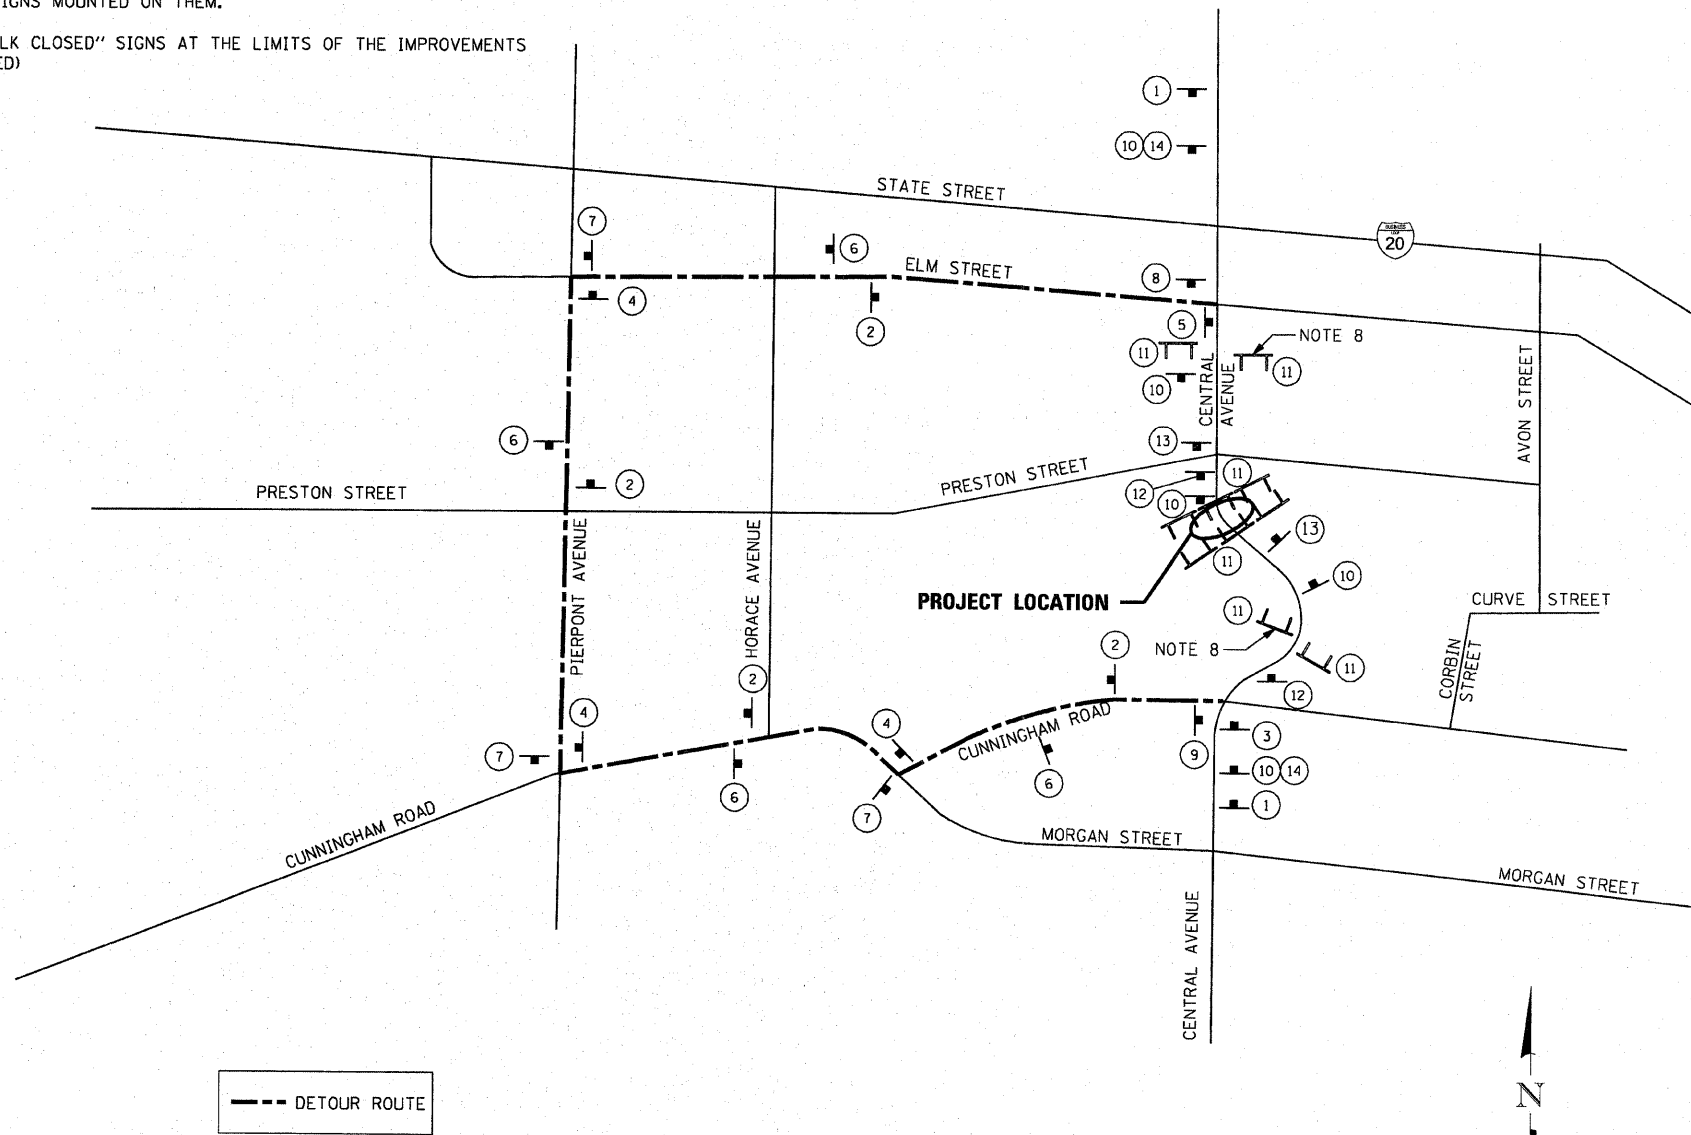 IGNS MOUNTED ON THEM.
LK CLOSED" SIGNS AT THE LIMITS OF THE IMPROVEMENTS
ED)
1
10 14
STATE STREET
BUSINESS
LOOP
20
7
6
ELM STREET
8
4
2
5
NOTE 8
11
11
10
CENTRAL
AVENUE
AVON STREET
6
13
2
PRESTON STREET
PRESTON STREET
11
12
10
13
11
PIERPONT AVENUE
HORACE AVENUE
10
PROJECT LOCATION
CURVE STREET
11
NOTE 8
2
11
CORBIN
STREET
2
12
4
4
CUNNINGHAM ROAD
3
7
9
6
10 14
6
7
1
CUNNINGHAM ROAD
MORGAN STREET
MORGAN STREET
CENTRAL AVENUE
N
DETOUR ROUTE